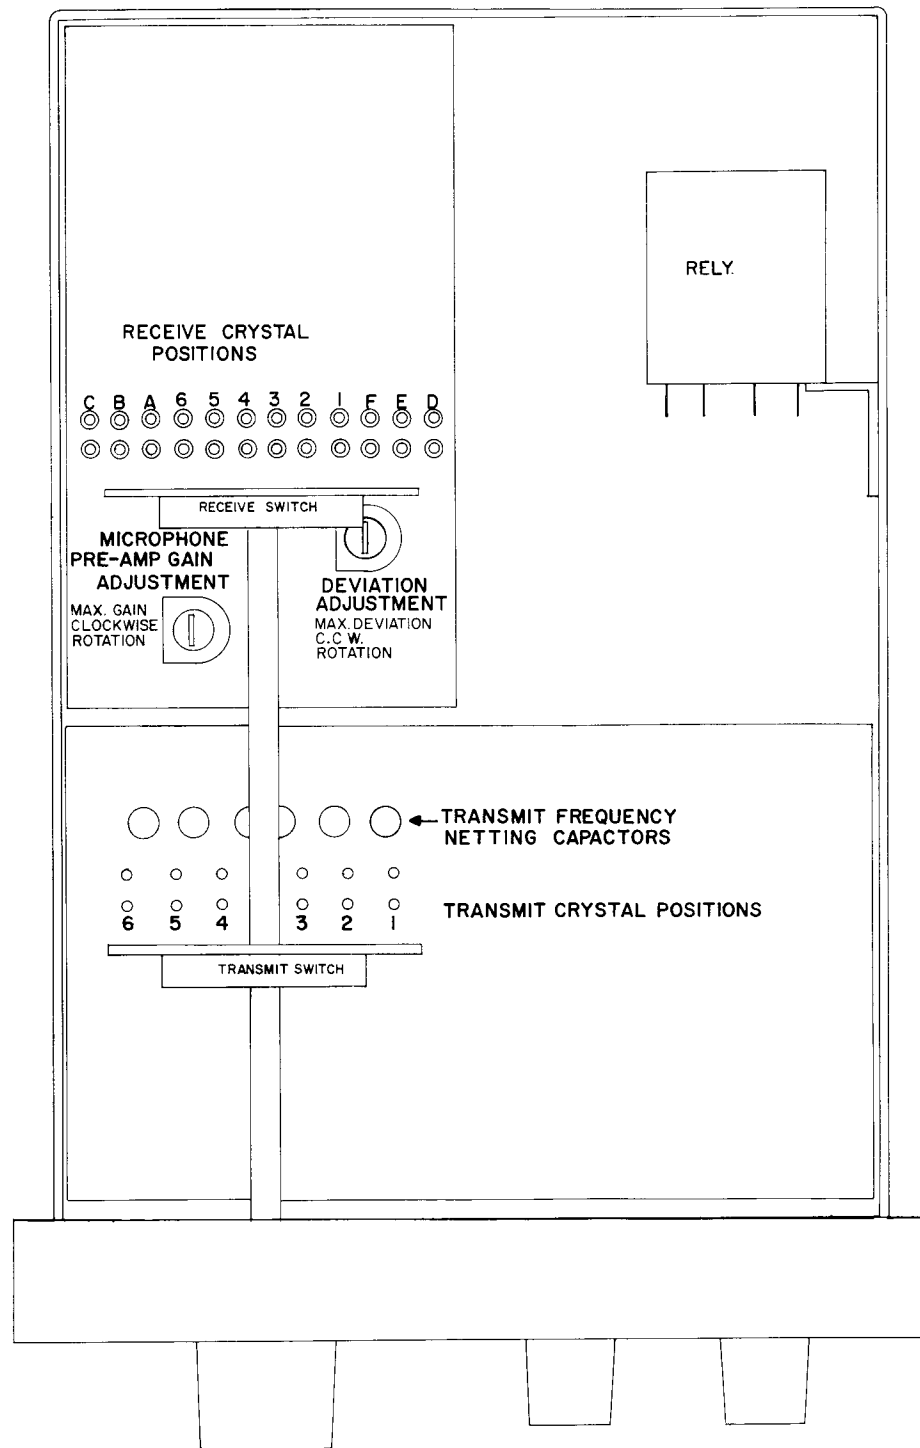 RELY.
RECEIVE CRYSTAL
POSITIONS
C B A 6 5 4 3 2 1 F E D
RECEIVE SWITCH
MICROPHONE
PRE-AMP GAIN
ADJUSTMENT
MAX. GAIN
CLOCKWISE
ROTATION
DEVIATION
ADJUSTMENT
MAX. DEVIATION
C.C W.
ROTATION
TRANSMIT FREQUENCY
NETTING CAPACTORS
TRANSMIT CRYSTAL POSITIONS
6 5 4 3 2 1
TRANSMIT SWITCH